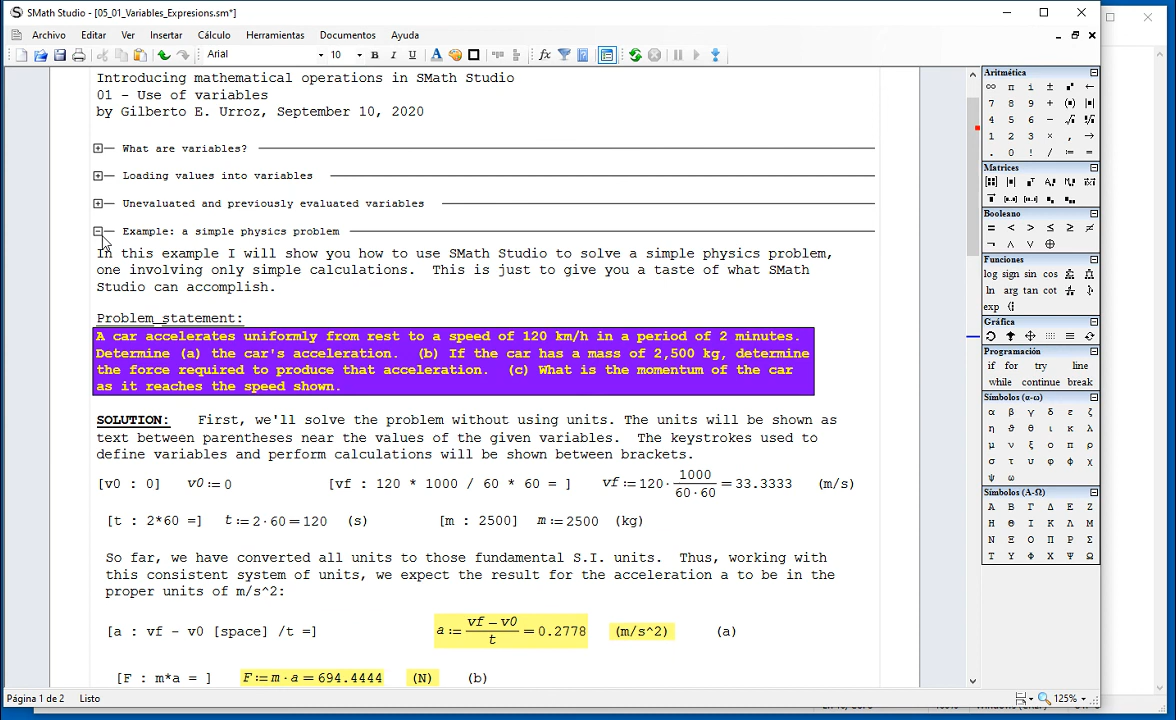 SMath Studio - [05_01_Variables_Expresions.sm*]
Archivo Editar Ver Insertar Cálculo Herramientas Documentos Ayuda
Arial 10 B I U A fx
Introducing mathematical operations in SMath Studio
01 - Use of variables
by Gilberto E. Urroz, September 10, 2020
What are variables?
Loading values into variables
Unevaluated and previously evaluated variables
Example: a simple physics problem
In this example I will show you how to use SMath Studio to solve a simple physics problem,
one involving only simple calculations. This is just to give you a taste of what SMath
Studio can accomplish.
Problem statement:
A car accelerates uniformly from rest to a speed of 120 km/h in a period of 2 minutes.
Determine (a) the car's acceleration. (b) If the car has a mass of 2,500 kg, determine
the force required to produce that acceleration. (c) What is the momentum of the car
as it reaches the speed shown.
SOLUTION: First, we'll solve the problem without using units. The units will be shown as
text between parentheses near the values of the given variables. The keystrokes used to
define variables and perform calculations will be shown between brackets.
[v0 : 0] v0≔0 [vf : 120 * 1000 / 60 * 60 = ] vf≔120·1000/60·60=33.3333 (m/s)
[t : 2*60 =] t≔2·60=120 (s) [m : 2500] m≔2500 (kg)
So far, we have converted all units to those fundamental S.I. units. Thus, working with
this consistent system of units, we expect the result for the acceleration a to be in the
proper units of m/s^2:
[a : vf - v0 [space] /t =] a≔vf-v0/t=0.2778 (m/s^2) (a)
[F : m*a = ] F≔m·a=694.4444 (N) (b)
Página 1 de 2 Listo 125%
Aritmética
∞ π i ±  ←
7 8 9 + (▪) |▪|
4 5 6 −
1 2 3 × , →
. 0 ! / ≔ =
Matrices
Booleano
= < > ≤ ≥ ≠
¬ ∧ ∨ ⊕
Funciones
log sign sin cos
ln arg tan cot
exp
Gráfica
Programación
if for try line
while continue break
Símbolos (α-ω)
α β γ δ ε ζ
η ϑ θ ι κ λ
μ ν ξ ο π ρ
σ τ υ φ ϕ χ
ψ ω
Símbolos (Α-Ω)
Α Β Γ Δ Ε Ζ
Η Θ Ι Κ Λ Μ
Ν Ξ Ο Π Ρ Σ
Τ Υ Φ Χ Ψ Ω